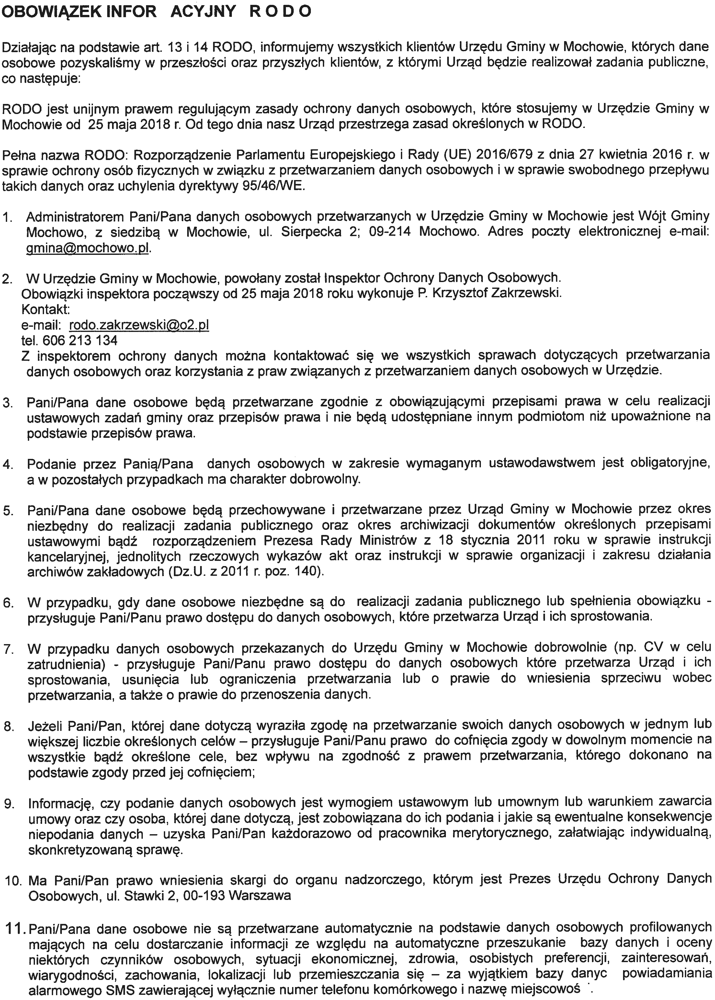 OBOWIĄZEK INFOR ACYJNY R O D O
Działając na podstawie art. 13 i 14 RODO, informujemy wszystkich klientów Urzędu Gminy w Mochowie, których dane
osobowe pozyskaliśmy w przeszłości oraz przyszłych klientów, z którymi Urząd będzie realizował zadania publiczne,
co następuje:
RODO jest unijnym prawem regulującym zasady ochrony danych osobowych, które stosujemy w Urzędzie Gminy w
Mochowie od 25 maja 2018 r. Od tego dnia nasz Urząd przestrzega zasad określonych w RODO.
Pełna nazwa RODO: Rozporządzenie Parlamentu Europejskiego i Rady (UE) 2016/679 z dnia 27 kwietnia 2016 r. w
sprawie ochrony osób fizycznych w związku z przetwarzaniem danych osobowych i w sprawie swobodnego przepływu
takich danych oraz uchylenia dyrektywy 95/46/WE.
1. Administratorem Pani/Pana danych osobowych przetwarzanych w Urzędzie Gminy w Mochowie jest Wójt Gminy
Mochowo, z siedzibą w Mochowie, ul. Sierpecka 2; 09-214 Mochowo. Adres poczty elektronicznej e-mail:
gmina@mochowo.pl.
2. W Urzędzie Gminy w Mochowie, powołany został Inspektor Ochrony Danych Osobowych.
Obowiązki inspektora począwszy od 25 maja 2018 roku wykonuje P. Krzysztof Zakrzewski.
Kontakt:
e-mail: rodo.zakrzewski@o2.pl
tel. 606 213 134
Z inspektorem ochrony danych można kontaktować się we wszystkich sprawach dotyczących przetwarzania
danych osobowych oraz korzystania z praw związanych z przetwarzaniem danych osobowych w Urzędzie.
3. Pani/Pana dane osobowe będą przetwarzane zgodnie z obowiązującymi przepisami prawa w celu realizacji
ustawowych zadań gminy oraz przepisów prawa i nie będą udostępniane innym podmiotom niż upoważnione na
podstawie przepisów prawa.
4. Podanie przez Panią/Pana danych osobowych w zakresie wymaganym ustawodawstwem jest obligatoryjne,
a w pozostałych przypadkach ma charakter dobrowolny.
5. Pani/Pana dane osobowe będą przechowywane i przetwarzane przez Urząd Gminy w Mochowie przez okres
niezbędny do realizacji zadania publicznego oraz okres archiwizacji dokumentów określonych przepisami
ustawowymi bądź rozporządzeniem Prezesa Rady Ministrów z 18 stycznia 2011 roku w sprawie instrukcji
kancelaryjnej, jednolitych rzeczowych wykazów akt oraz instrukcji w sprawie organizacji i zakresu działania
archiwów zakładowych (Dz.U. z 2011 r. poz. 140).
6. W przypadku, gdy dane osobowe niezbędne są do realizacji zadania publicznego lub spełnienia obowiązku -
przysługuje Pani/Panu prawo dostępu do danych osobowych, które przetwarza Urząd i ich sprostowania.
7. W przypadku danych osobowych przekazanych do Urzędu Gminy w Mochowie dobrowolnie (np. CV w celu
zatrudnienia) - przysługuje Pani/Panu prawo dostępu do danych osobowych które przetwarza Urząd i ich
sprostowania, usunięcia lub ograniczenia przetwarzania lub o prawie do wniesienia sprzeciwu wobec
przetwarzania, a także o prawie do przenoszenia danych.
8. Jeżeli Pani/Pan, której dane dotyczą wyraziła zgodę na przetwarzanie swoich danych osobowych w jednym lub
większej liczbie określonych celów – przysługuje Pani/Panu prawo do cofnięcia zgody w dowolnym momencie na
wszystkie bądź określone cele, bez wpływu na zgodność z prawem przetwarzania, którego dokonano na
podstawie zgody przed jej cofnięciem;
9. Informację, czy podanie danych osobowych jest wymogiem ustawowym lub umownym lub warunkiem zawarcia
umowy oraz czy osoba, której dane dotyczą, jest zobowiązana do ich podania i jakie są ewentualne konsekwencje
niepodania danych – uzyska Pani/Pan każdorazowo od pracownika merytorycznego, załatwiając indywidualną,
skonkretyzowaną sprawę.
10. Ma Pani/Pan prawo wniesienia skargi do organu nadzorczego, którym jest Prezes Urzędu Ochrony Danych
Osobowych, ul. Stawki 2, 00-193 Warszawa
11. Pani/Pana dane osobowe nie są przetwarzane automatycznie na podstawie danych osobowych profilowanych
mających na celu dostarczanie informacji ze względu na automatyczne przeszukanie bazy danych i oceny
niektórych czynników osobowych, sytuacji ekonomicznej, zdrowia, osobistych preferencji, zainteresowań,
wiarygodności, zachowania, lokalizacji lub przemieszczania się – za wyjątkiem bazy danyc powiadamiania
alarmowego SMS zawierającej wyłącznie numer telefonu komórkowego i nazwę miejscowoś .